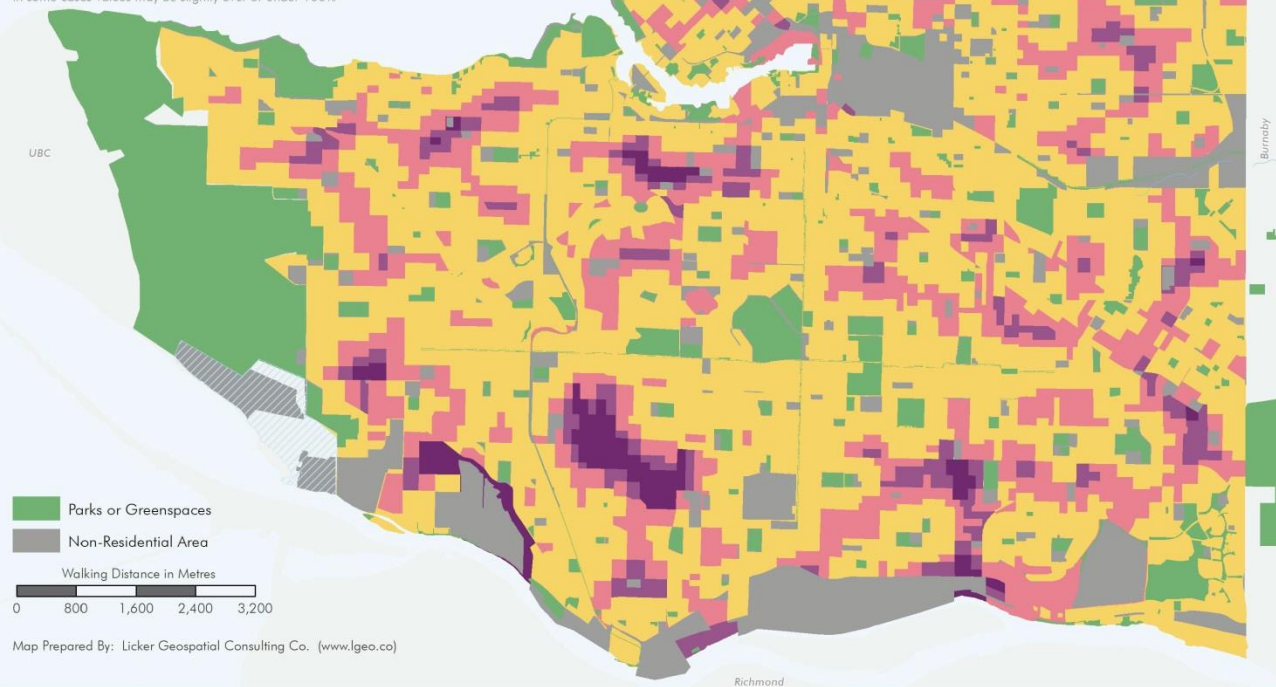 UBC
Burnaby
Parks or Greenspaces
Non-Residential Area
Walking Distance in Metres
0 800 1,600 2,400 3,200
Map Prepared By: Licker Geospatial Consulting Co. (www.lgeo.co)
Richmond